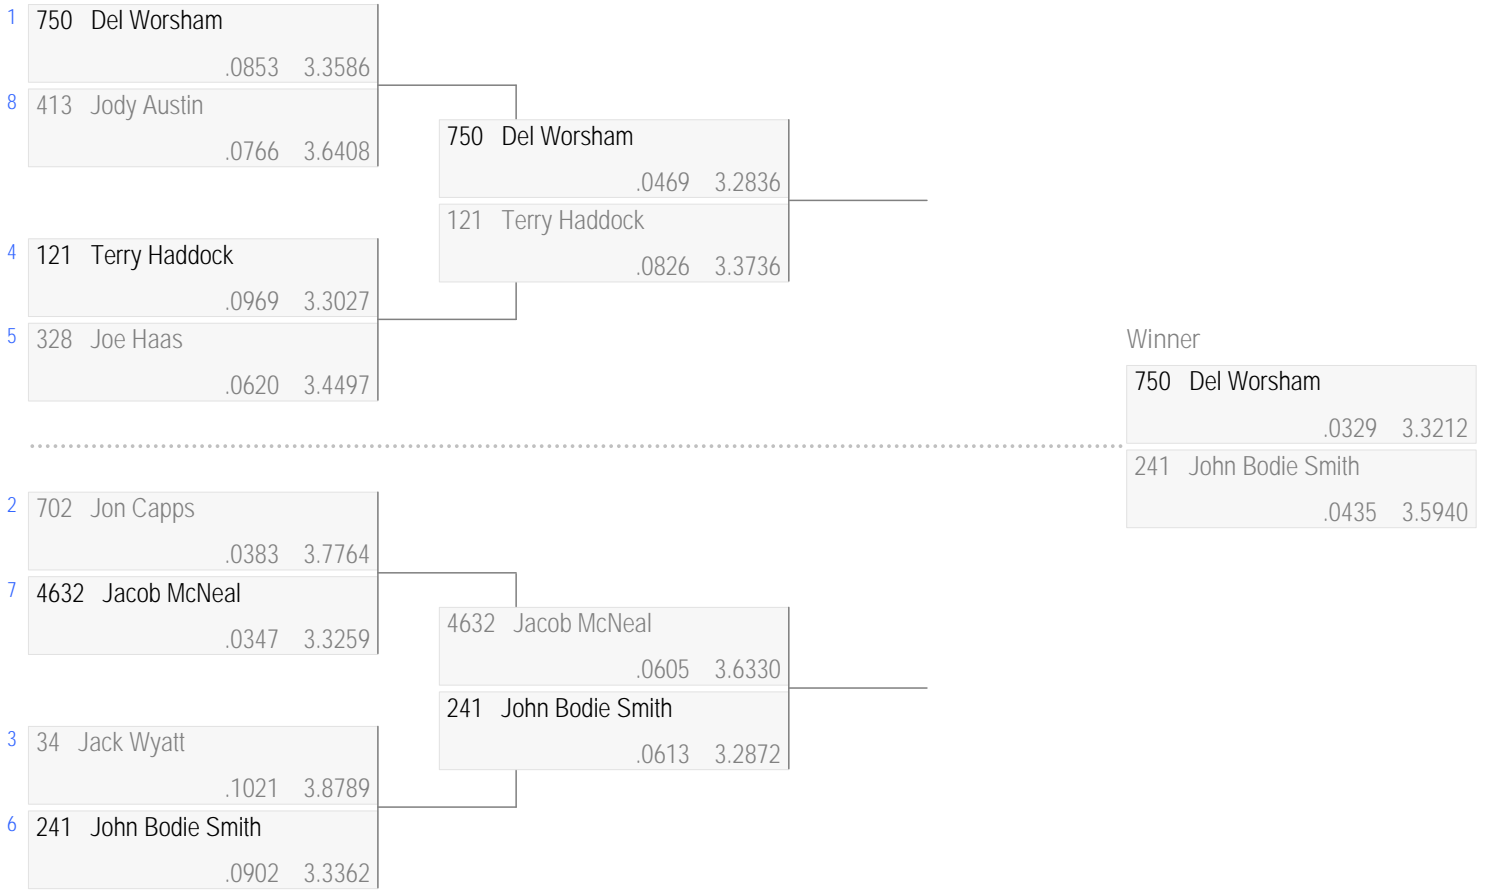 1 750 Del Worsham
.0853 3.3586
8 413 Jody Austin
.0766 3.6408
4 121 Terry Haddock
.0969 3.3027
5 328 Joe Haas
.0620 3.4497
2 702 Jon Capps
.0383 3.7764
7 4632 Jacob McNeal
.0347 3.3259
3 34 Jack Wyatt
.1021 3.8789
6 241 John Bodie Smith
.0902 3.3362
750 Del Worsham
.0469 3.2836
121 Terry Haddock
.0826 3.3736
4632 Jacob McNeal
.0605 3.6330
241 John Bodie Smith
.0613 3.2872
Winner
750 Del Worsham
.0329 3.3212
241 John Bodie Smith
.0435 3.5940